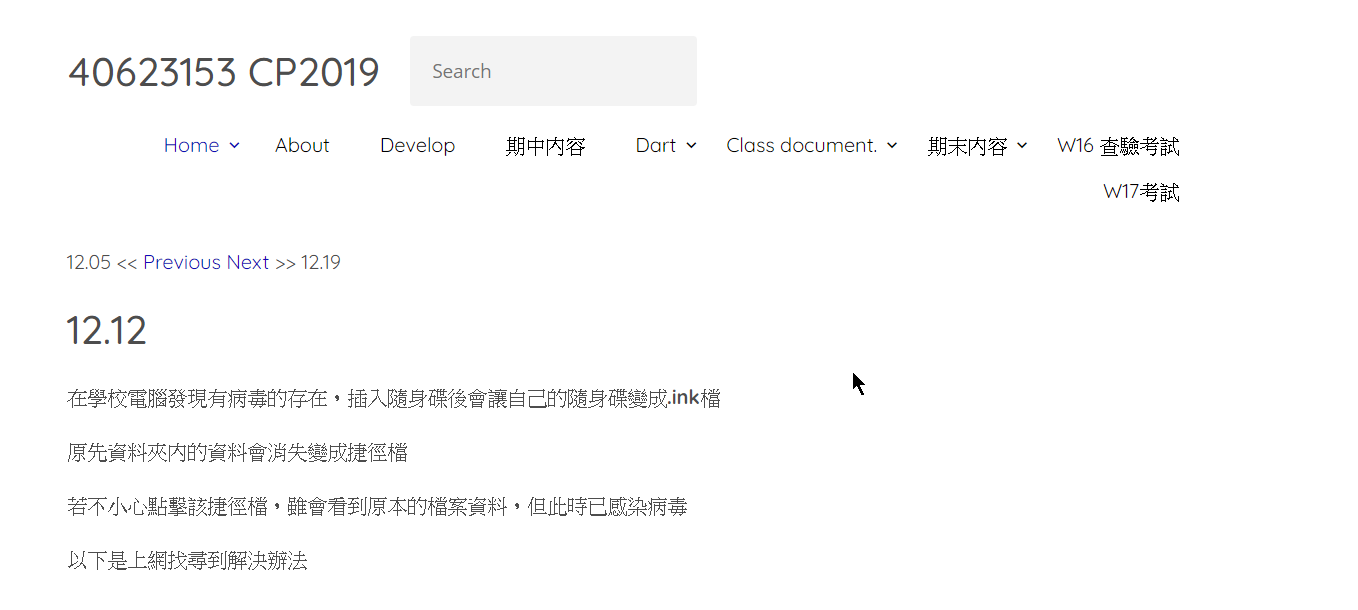 40623153 CP2019
Search
Home About Develop 期中內容 Dart Class document. 期末內容 W16 查驗考試
W17考試
12.05 << Previous Next >> 12.19
12.12
在學校電腦發現有病毒的存在，插入隨身碟後會讓自己的隨身碟變成.ink檔
原先資料夾內的資料會消失變成捷徑檔
若不小心點擊該捷徑檔，雖會看到原本的檔案資料，但此時已感染病毒
以下是上網找尋到解決辦法